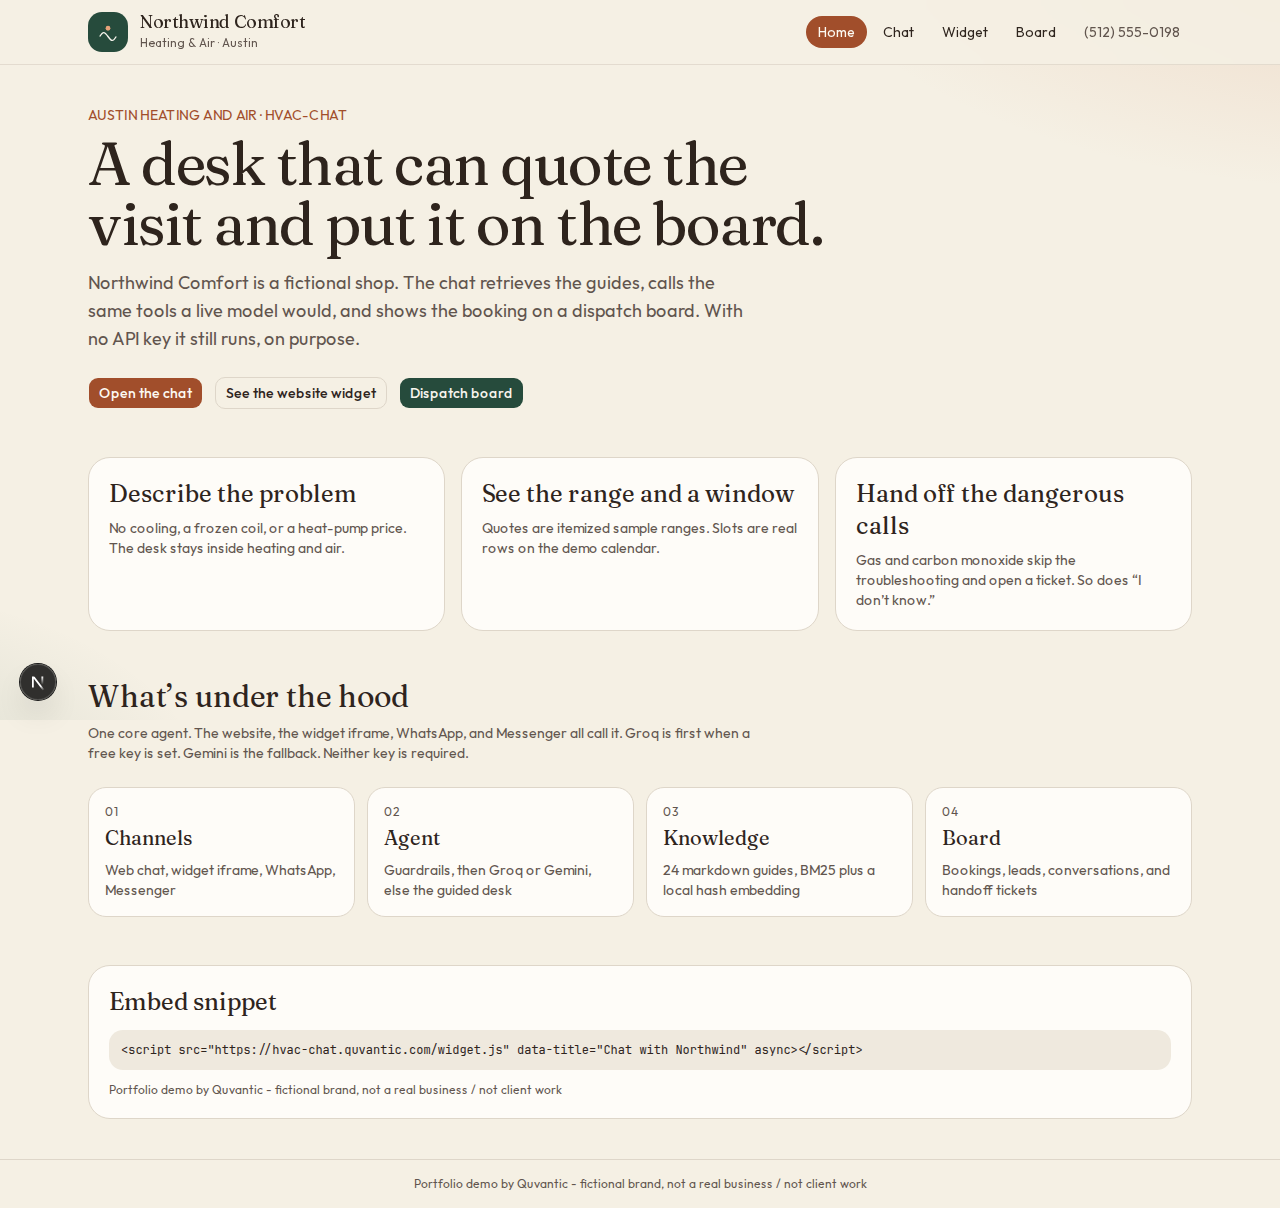 Northwind Comfort
Heating & Air · Austin
Home
Chat
Widget
Board
(512) 555-0198
AUSTIN HEATING AND AIR · HVAC-CHAT
A desk that can quote the
visit and put it on the board.
Northwind Comfort is a fictional shop. The chat retrieves the guides, calls the
same tools a live model would, and shows the booking on a dispatch board. With
no API key it still runs, on purpose.
Open the chat
See the website widget
Dispatch board
Describe the problem
No cooling, a frozen coil, or a heat-pump price.
The desk stays inside heating and air.
See the range and a window
Quotes are itemized sample ranges. Slots are real
rows on the demo calendar.
Hand off the dangerous
calls
Gas and carbon monoxide skip the
troubleshooting and open a ticket. So does “I
don’t know.”
N
What’s under the hood
One core agent. The website, the widget iframe, WhatsApp, and Messenger all call it. Groq is first when a
free key is set. Gemini is the fallback. Neither key is required.
01
Channels
Web chat, widget iframe, WhatsApp,
Messenger
02
Agent
Guardrails, then Groq or Gemini,
else the guided desk
03
Knowledge
24 markdown guides, BM25 plus a
local hash embedding
04
Board
Bookings, leads, conversations, and
handoff tickets
Embed snippet
<script src="https://hvac-chat.quvantic.com/widget.js" data-title="Chat with Northwind" async></script>
Portfolio demo by Quvantic - fictional brand, not a real business / not client work
Portfolio demo by Quvantic - fictional brand, not a real business / not client work